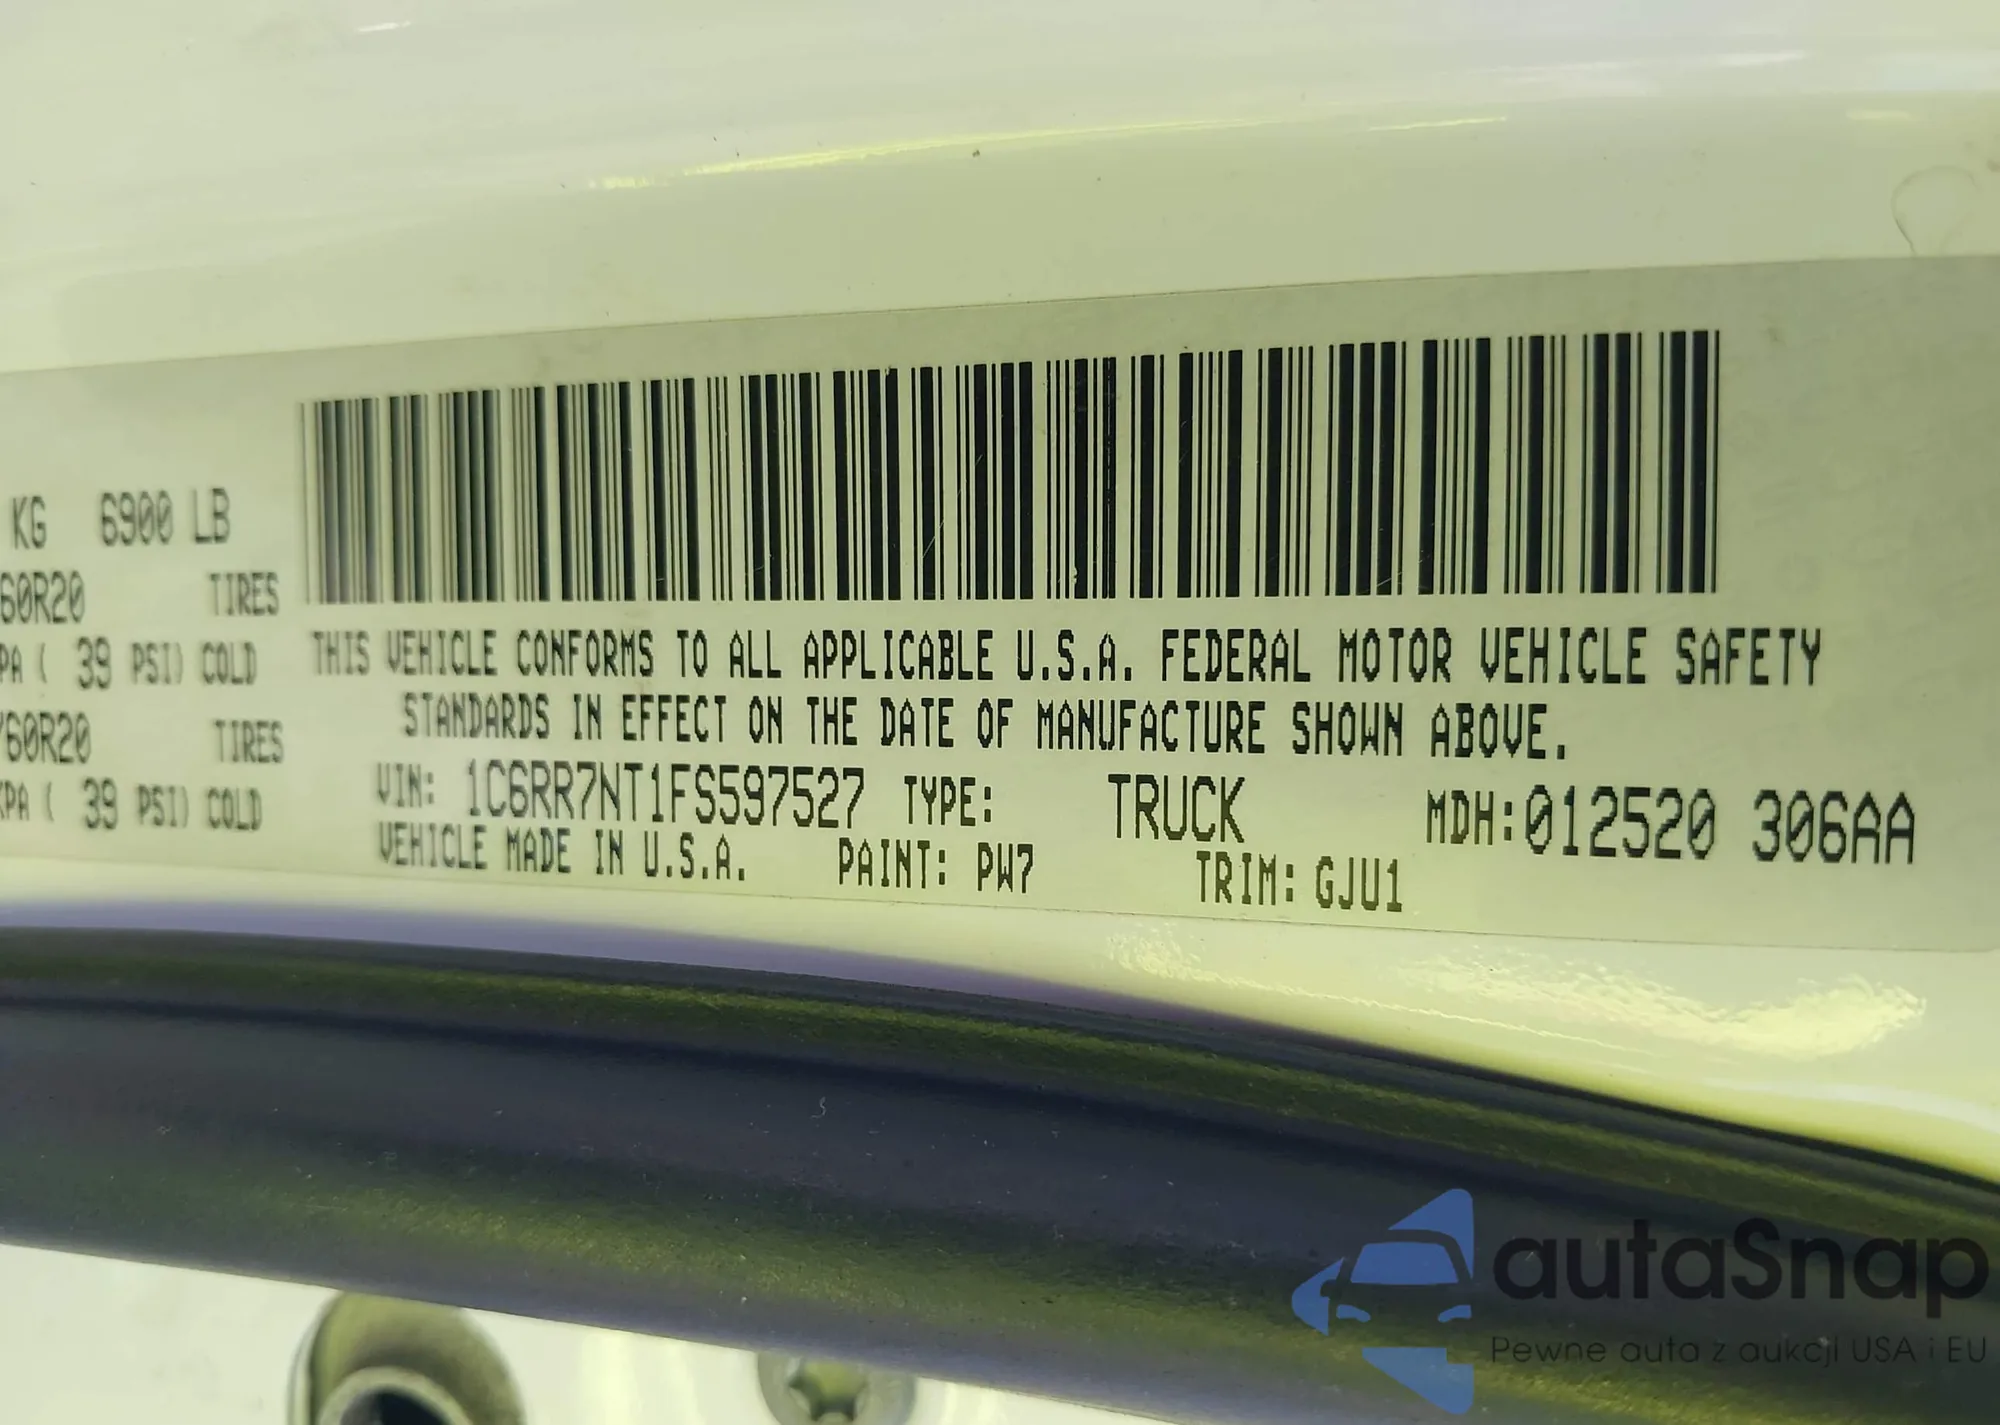 KG 6900 LB
60R20 TIRES
PA ( 39 PSI) COLD
/60R20 TIRES
KPA ( 39 PSI) COLD
THIS VEHICLE CONFORMS TO ALL APPLICABLE U.S.A. FEDERAL MOTOR VEHICLE SAFETY
STANDARDS IN EFFECT ON THE DATE OF MANUFACTURE SHOWN ABOVE.
VIN: 1C6RR7NT1FS597527 TYPE: TRUCK MDH:012520 306AA
VEHICLE MADE IN U.S.A. PAINT: PW7 TRIM: GJU1
autaSnap
Pewne auta z aukcji USA i EU